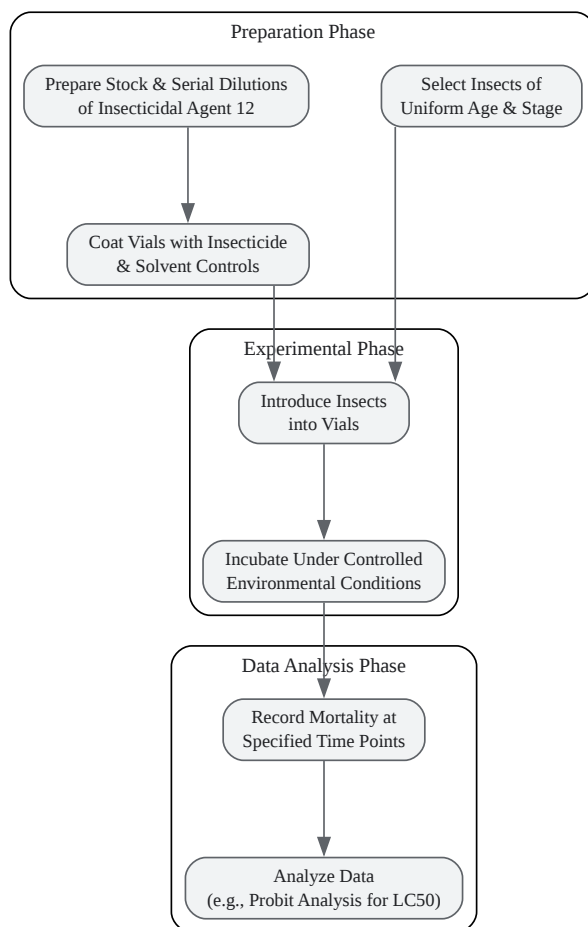 Preparation Phase
Prepare Stock & Serial Dilutions
of Insecticidal Agent 12
Select Insects of
Uniform Age & Stage
Coat Vials with Insecticide
& Solvent Controls
Experimental Phase
Introduce Insects
into Vials
Incubate Under Controlled
Environmental Conditions
Data Analysis Phase
Record Mortality at
Specified Time Points
Analyze Data
(e.g., Probit Analysis for LC50)